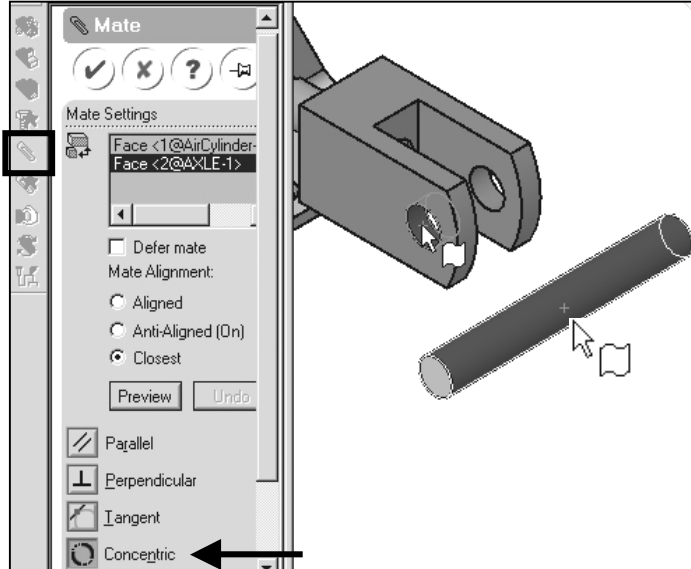 Mate
Mate Settings
Face <1@AirCylinder-
Face <2@AXLE-1>
Defer mate
Mate Alignment:
Aligned
Anti-Aligned (On)
Closest
Preview Undo
Parallel
Perpendicular
Tangent
Concentric